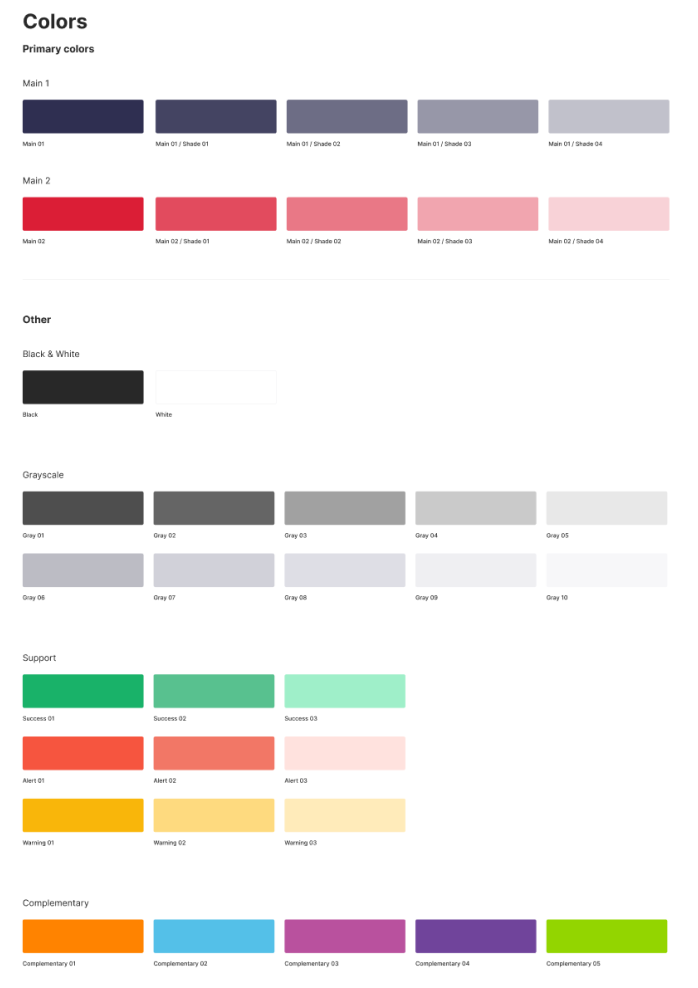 Colors
Primary colors
Main 1
Main 01 Main 01 / Shade 01 Main 01 / Shade 02 Main 01 / Shade 03 Main 01 / Shade 04
Main 2
Main 02 Main 02 / Shade 01 Main 02 / Shade 02 Main 02 / Shade 03 Main 02 / Shade 04
Other
Black & White
Black White
Grayscale
Gray 01 Gray 02 Gray 03 Gray 04 Gray 05
Gray 06 Gray 07 Gray 08 Gray 09 Gray 10
Support
Success 01 Success 02 Success 03
Alert 01 Alert 02 Alert 03
Warning 01 Warning 02 Warning 03
Complementary
Complementary 01 Complementary 02 Complementary 03 Complementary 04 Complementary 05